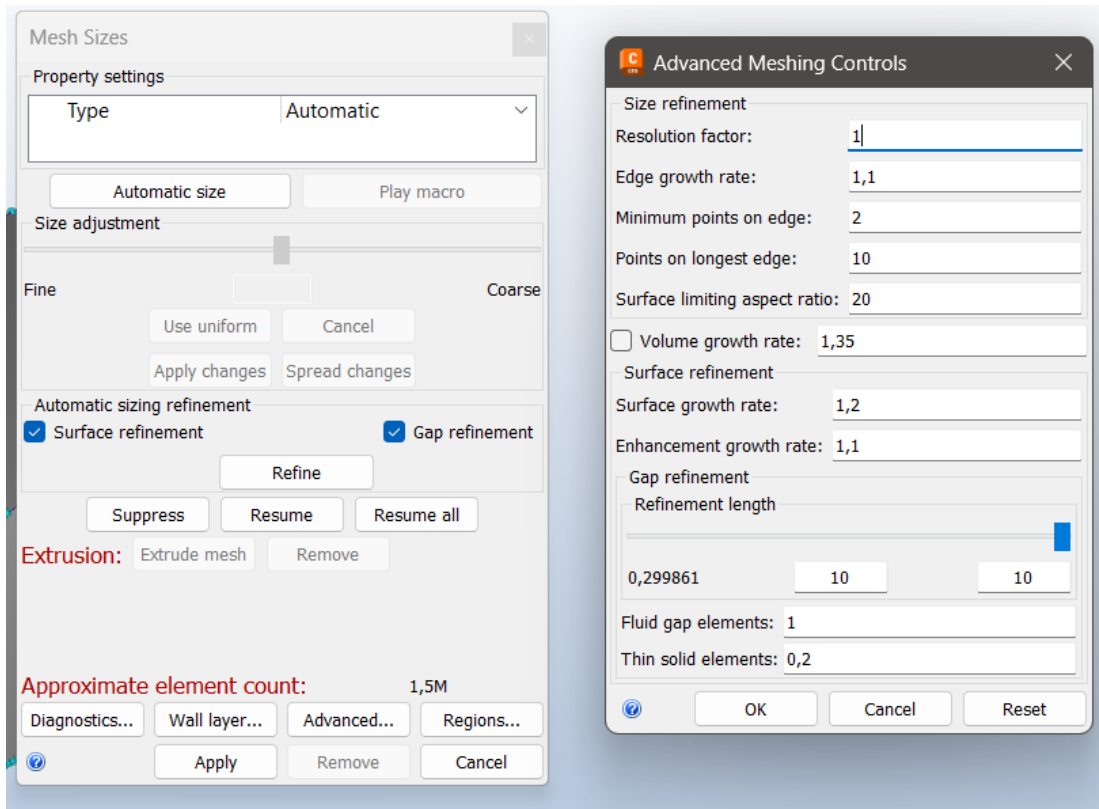 Mesh Sizes
Property settings
Type Automatic
Automatic size Play macro
Size adjustment
Fine Coarse
Use uniform Cancel
Apply changes Spread changes
Automatic sizing refinement
Surface refinement Gap refinement
Refine
Suppress Resume Resume all
Extrusion: Extrude mesh Remove
Approximate element count: 1,5M
Diagnostics... Wall layer... Advanced... Regions...
Apply Remove Cancel
C
CFD
Advanced Meshing Controls
Size refinement
Resolution factor: 1
Edge growth rate: 1,1
Minimum points on edge: 2
Points on longest edge: 10
Surface limiting aspect ratio: 20
Volume growth rate: 1,35
Surface refinement
Surface growth rate: 1,2
Enhancement growth rate: 1,1
Gap refinement
Refinement length
0,299861 10 10
Fluid gap elements: 1
Thin solid elements: 0,2
OK Cancel Reset